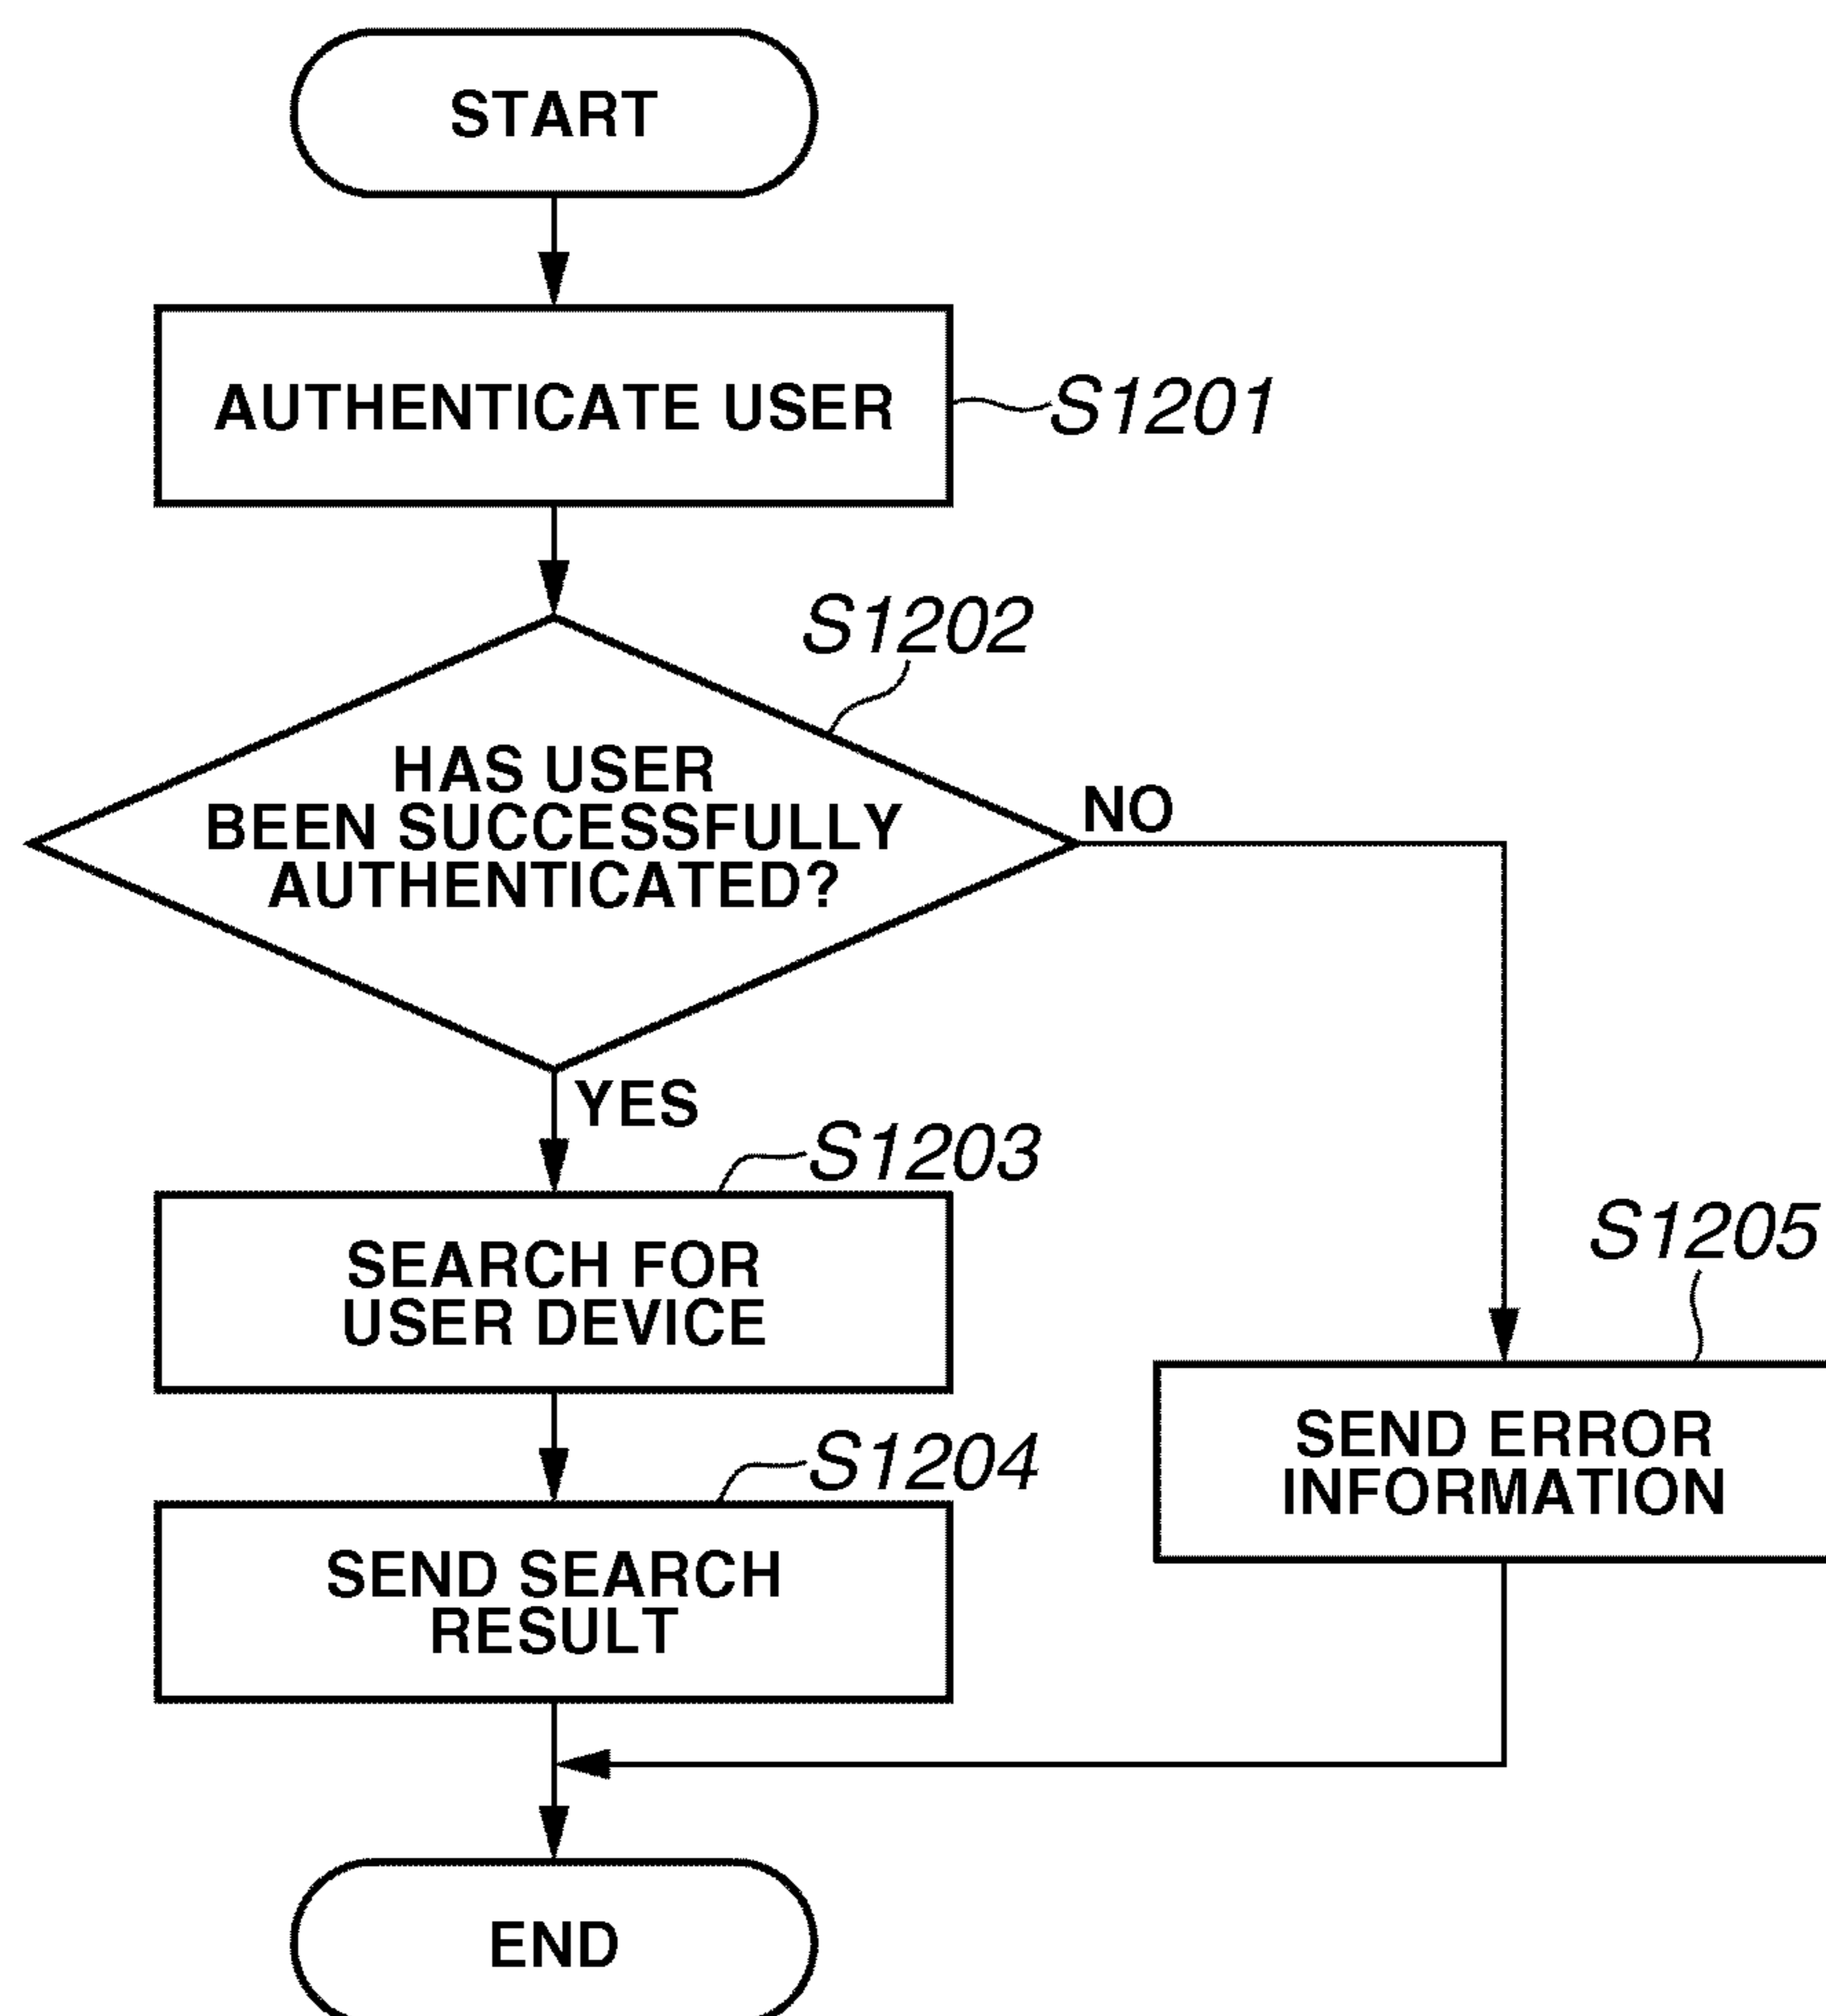 START
AUTHENTICATE USER
S1201
S1202
HAS USER
BEEN SUCCESSFULLY
AUTHENTICATED?
NO
YES
S1203
SEARCH FOR
USER DEVICE
S1205
SEND ERROR
INFORMATION
S1204
SEND SEARCH
RESULT
END